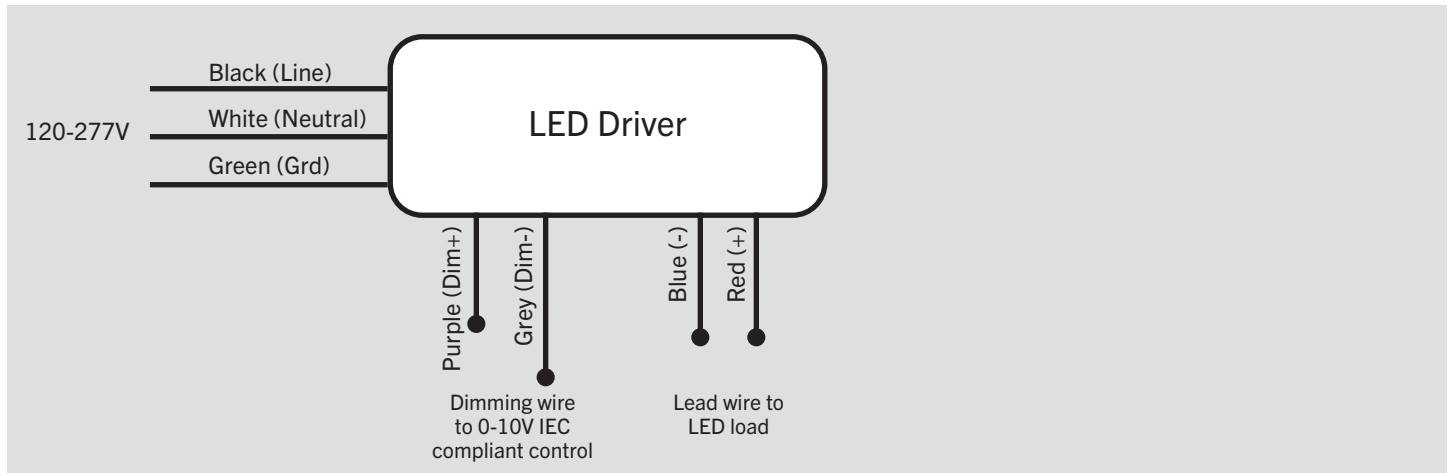 Black (Line)
120-277V
White (Neutral)
Green (Grd)
LED Driver
Purple (Dim+)
Grey (Dim-)
Blue (-)
Red (+)
Dimming wire
to 0-10V IEC
compliant control
Lead wire to
LED load